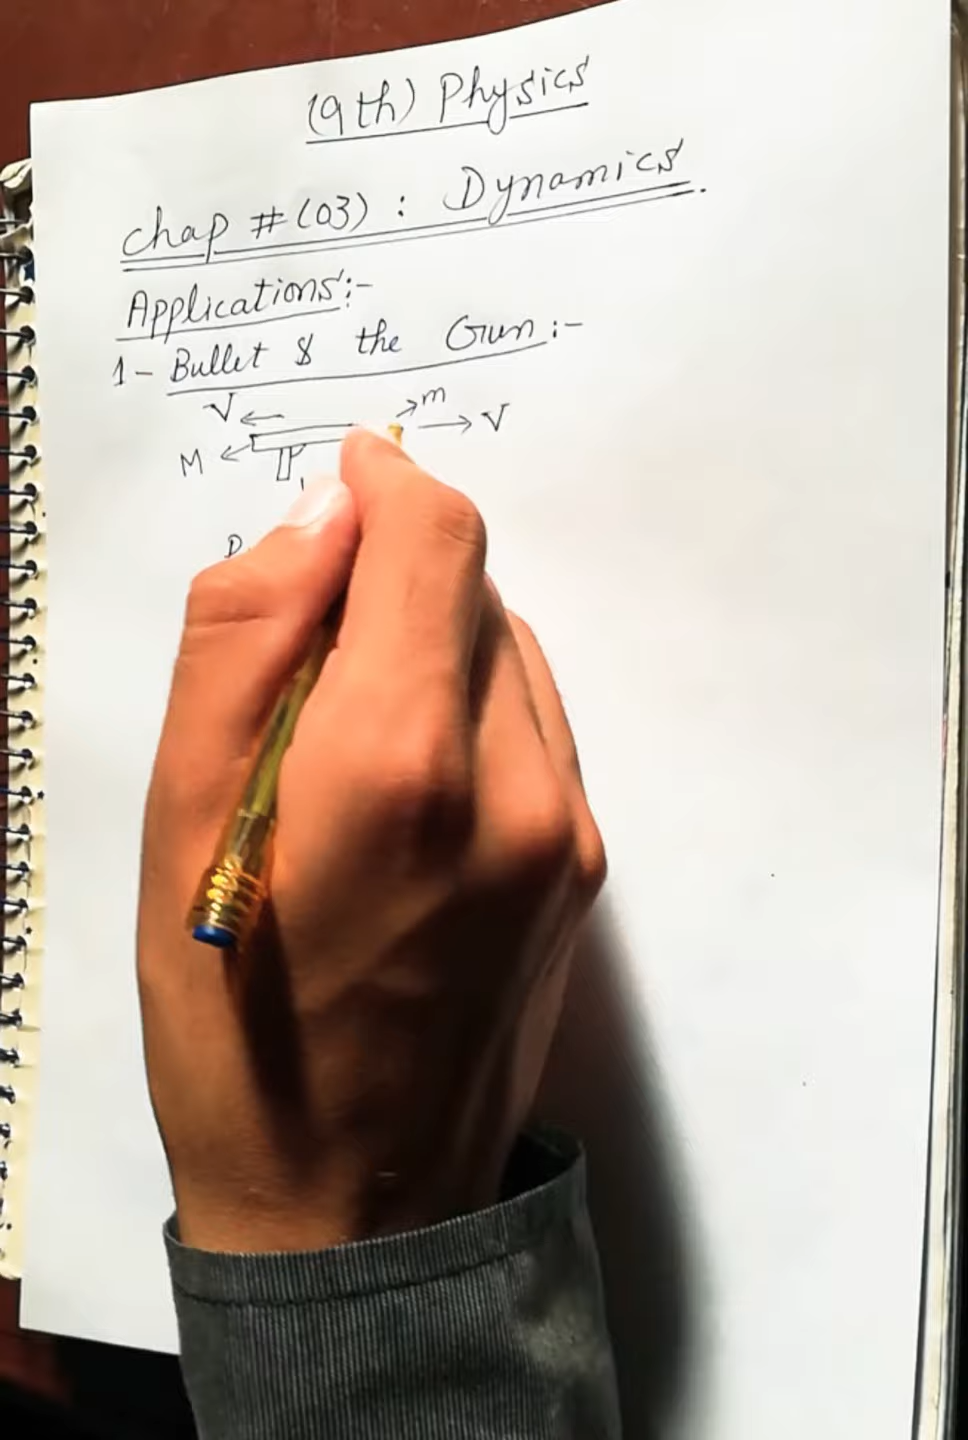 (9th) Physics
Chap # (03) : Dynamics.
Applications:-
1- Bullet & the Gun:-
V m
V
M